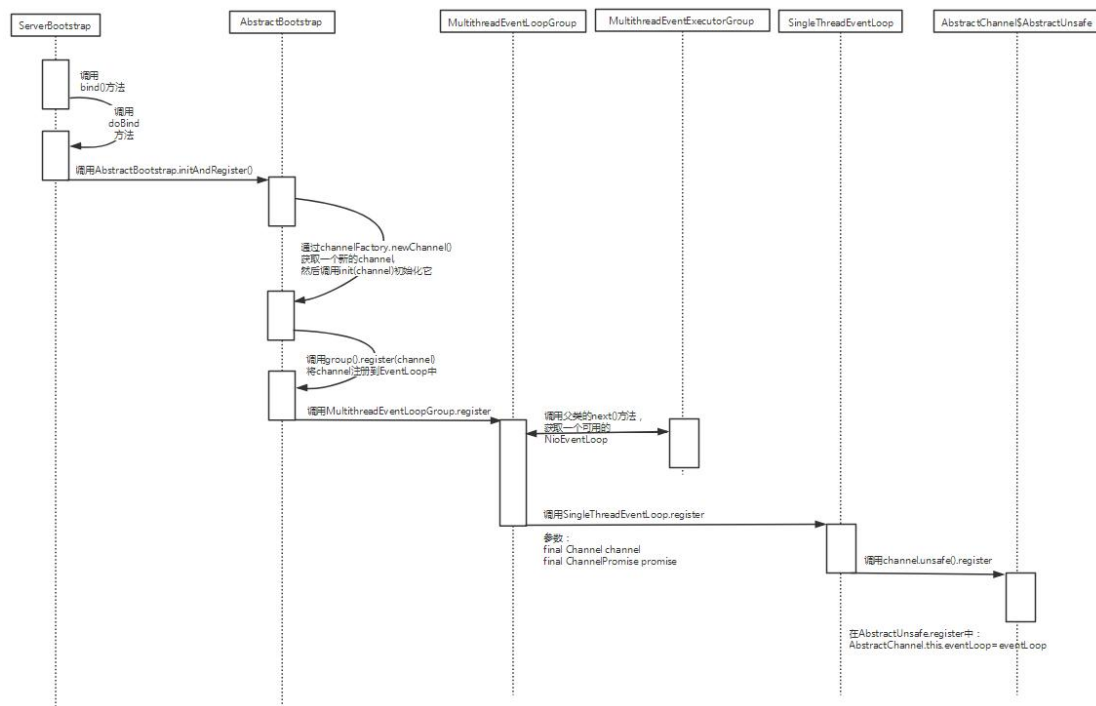 ServerBootstrap
AbstractBootstrap
MultithreadEventLoopGroup
MultithreadEventExecutorGroup
SingleThreadEventLoop
AbstractChannel$AbstractUnsafe
调用
bind()方法
调用
doBind
方法
调用AbstractBootstrap.initAndRegister()
通过channelFactory.newChannel()
获取一个新的channel,
然后调用init(channel)初始化它
调用group().register(channel)
将channel注册到EventLoop中
调用MultithreadEventLoopGroup.register
调用父类的next()方法，
获取一个可用的
NioEventLoop
调用SingleThreadEventLoop.register
参数：
final Channel channel
final ChannelPromise promise
调用channel.unsafe().register
在AbstractUnsafe.register中：
AbstractChannel.this.eventLoop= eventLoop